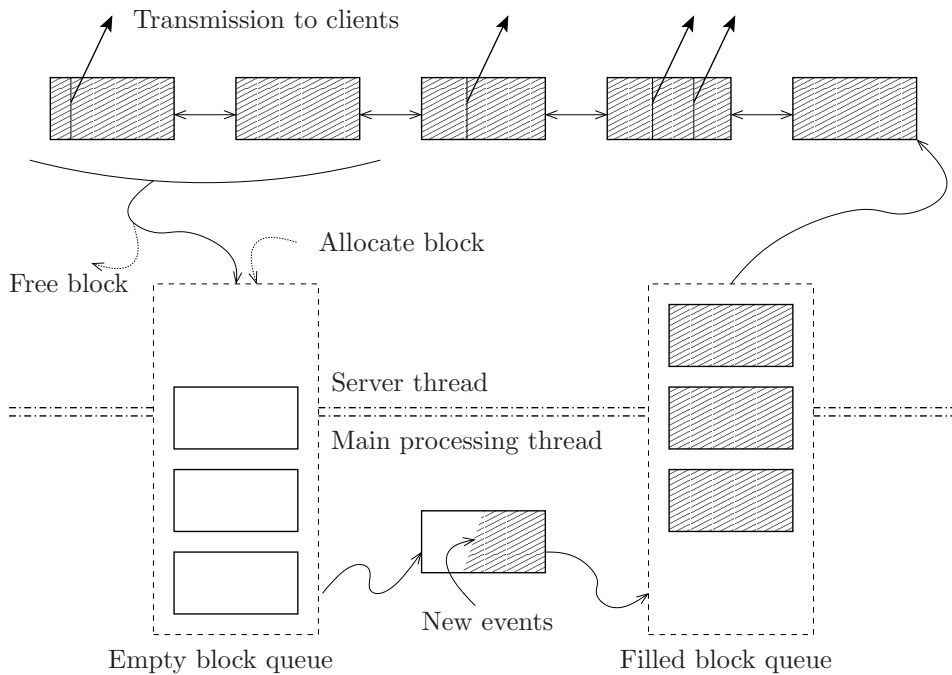 Transmission to clients
Allocate block
Free block
Server thread
Main processing thread
New events
Empty block queue
Filled block queue